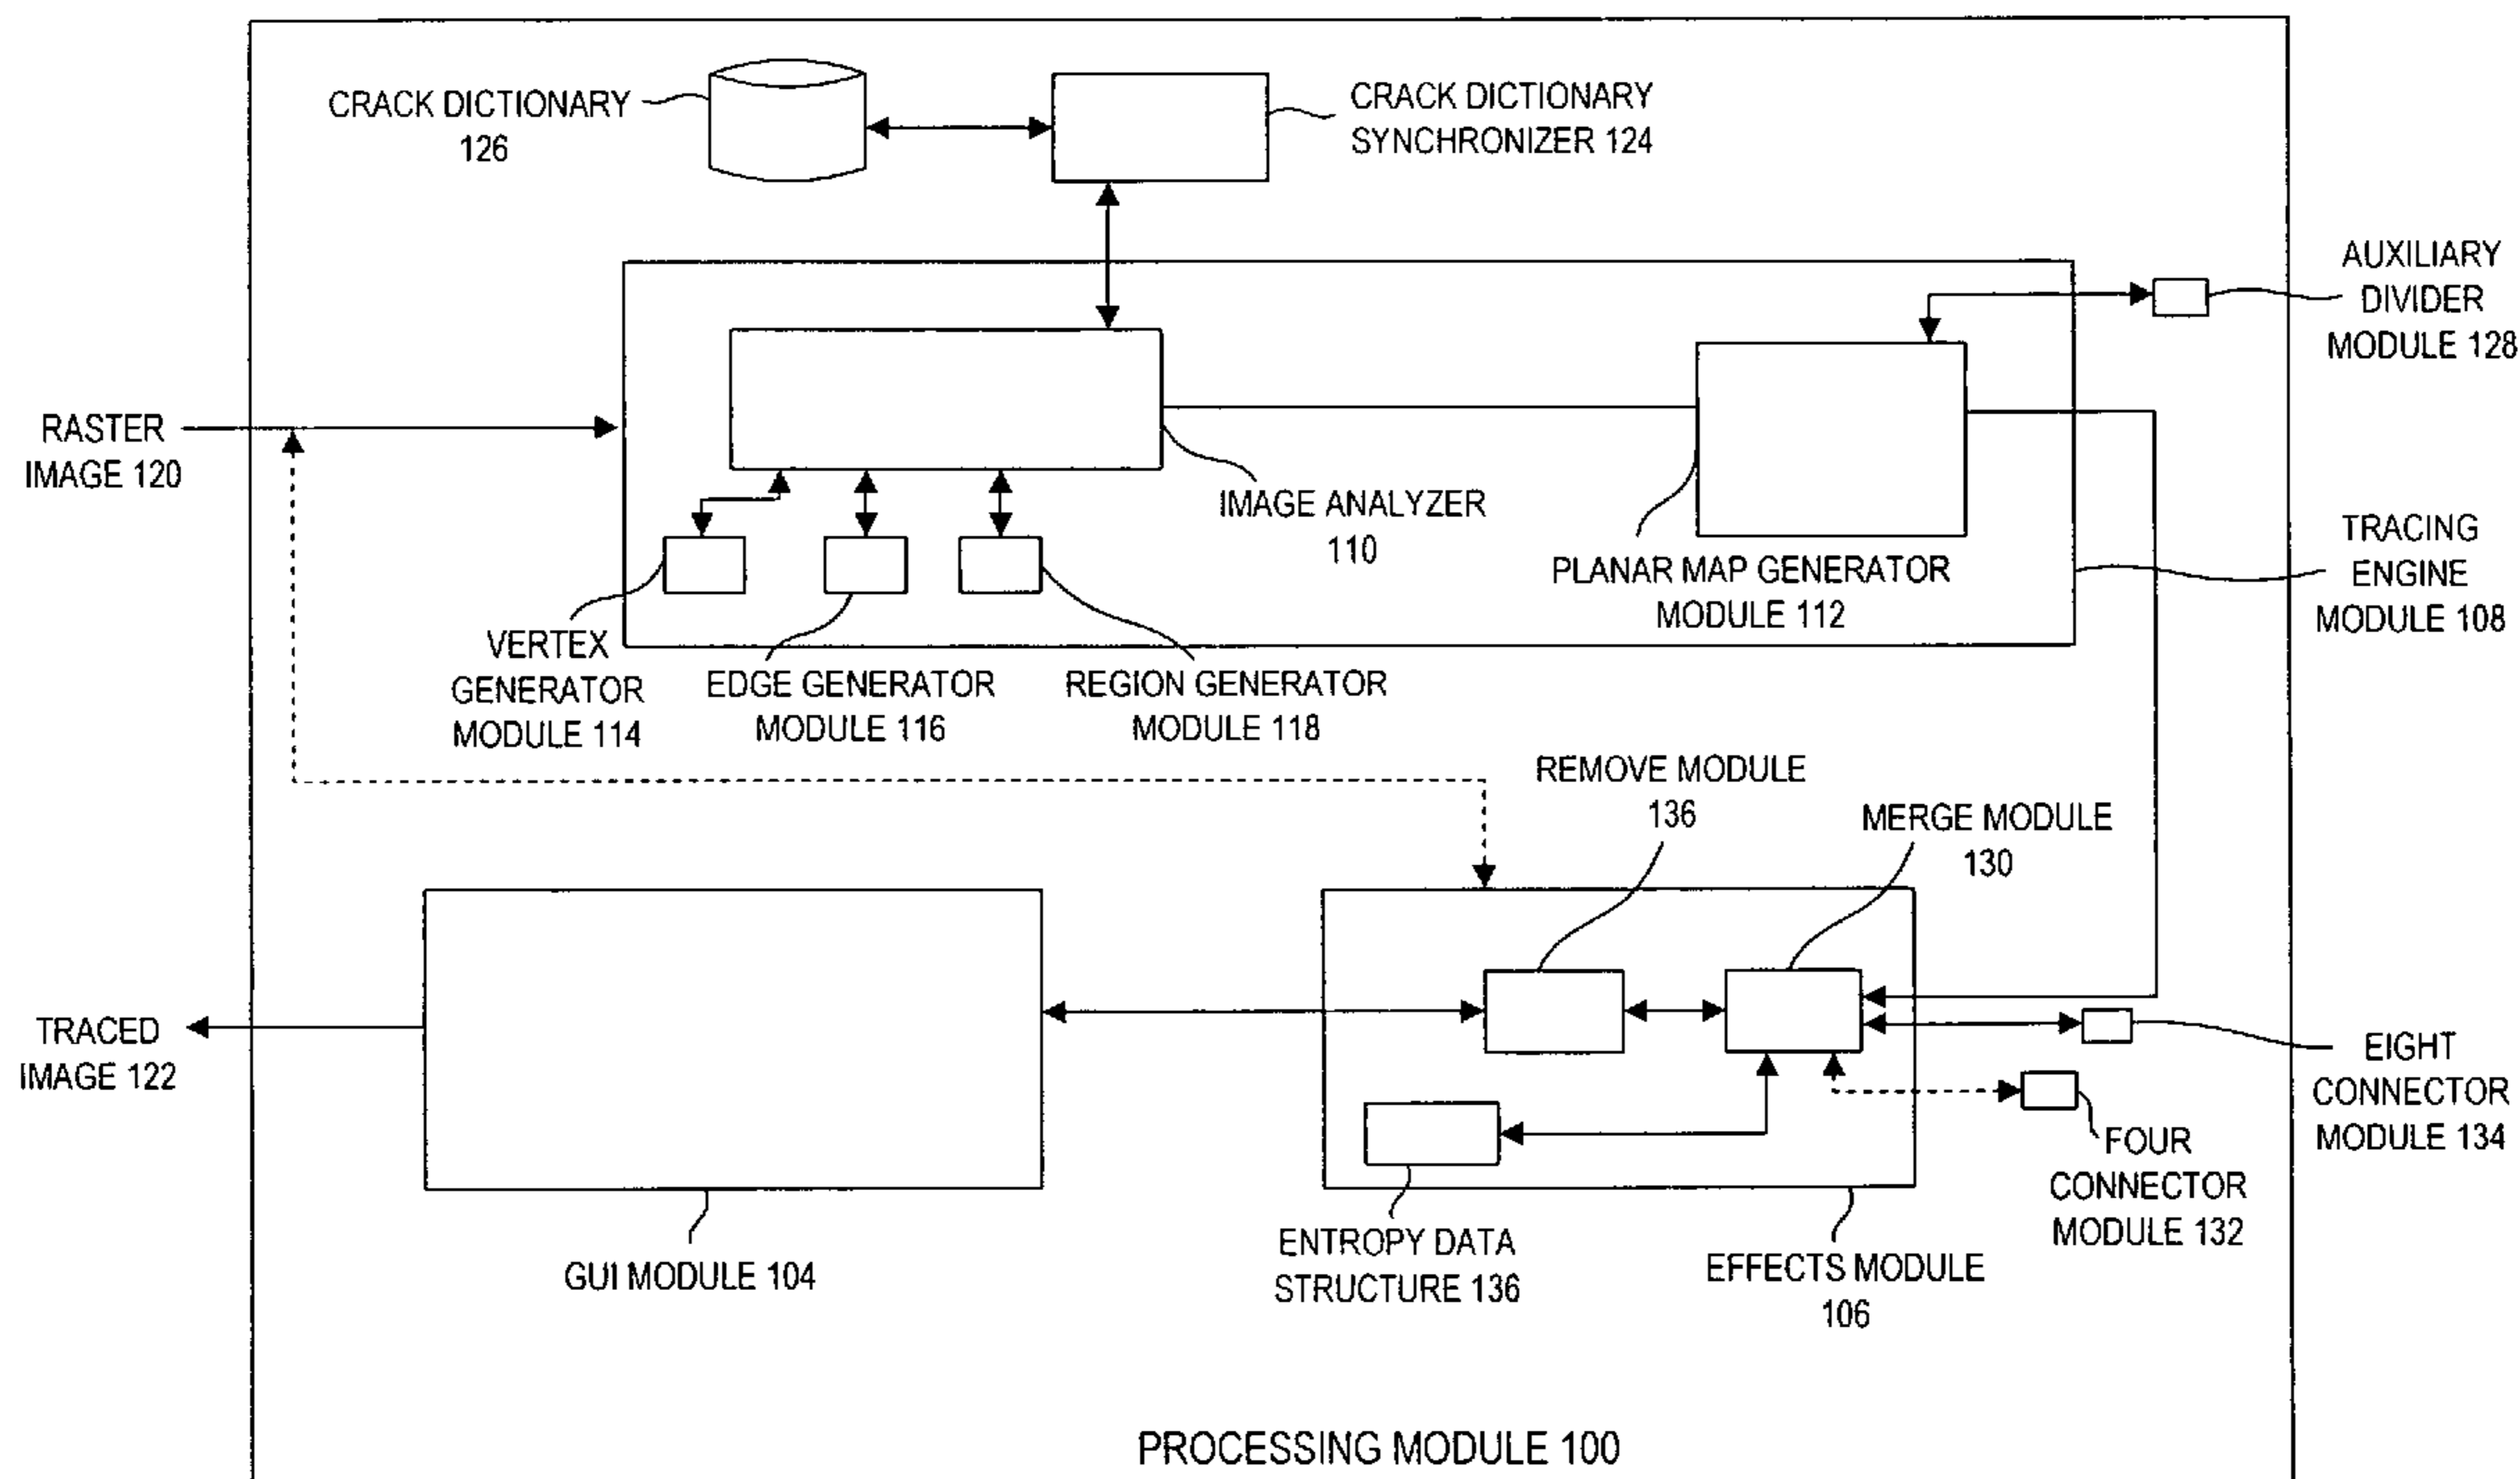 CRACK DICTIONARY
126
CRACK DICTIONARY
SYNCHRONIZER 124
AUXILIARY
DIVIDER
MODULE 128
RASTER
IMAGE 120
IMAGE ANALYZER
110
PLANAR MAP GENERATOR
MODULE 112
TRACING
ENGINE
MODULE 108
VERTEX
GENERATOR
MODULE 114
EDGE GENERATOR
MODULE 116
REGION GENERATOR
MODULE 118
REMOVE MODULE
136
MERGE MODULE
130
TRACED
IMAGE 122
EIGHT
CONNECTOR
MODULE 134
FOUR
CONNECTOR
MODULE 132
GUI MODULE 104
ENTROPY DATA
STRUCTURE 136
EFFECTS MODULE
106
PROCESSING MODULE 100